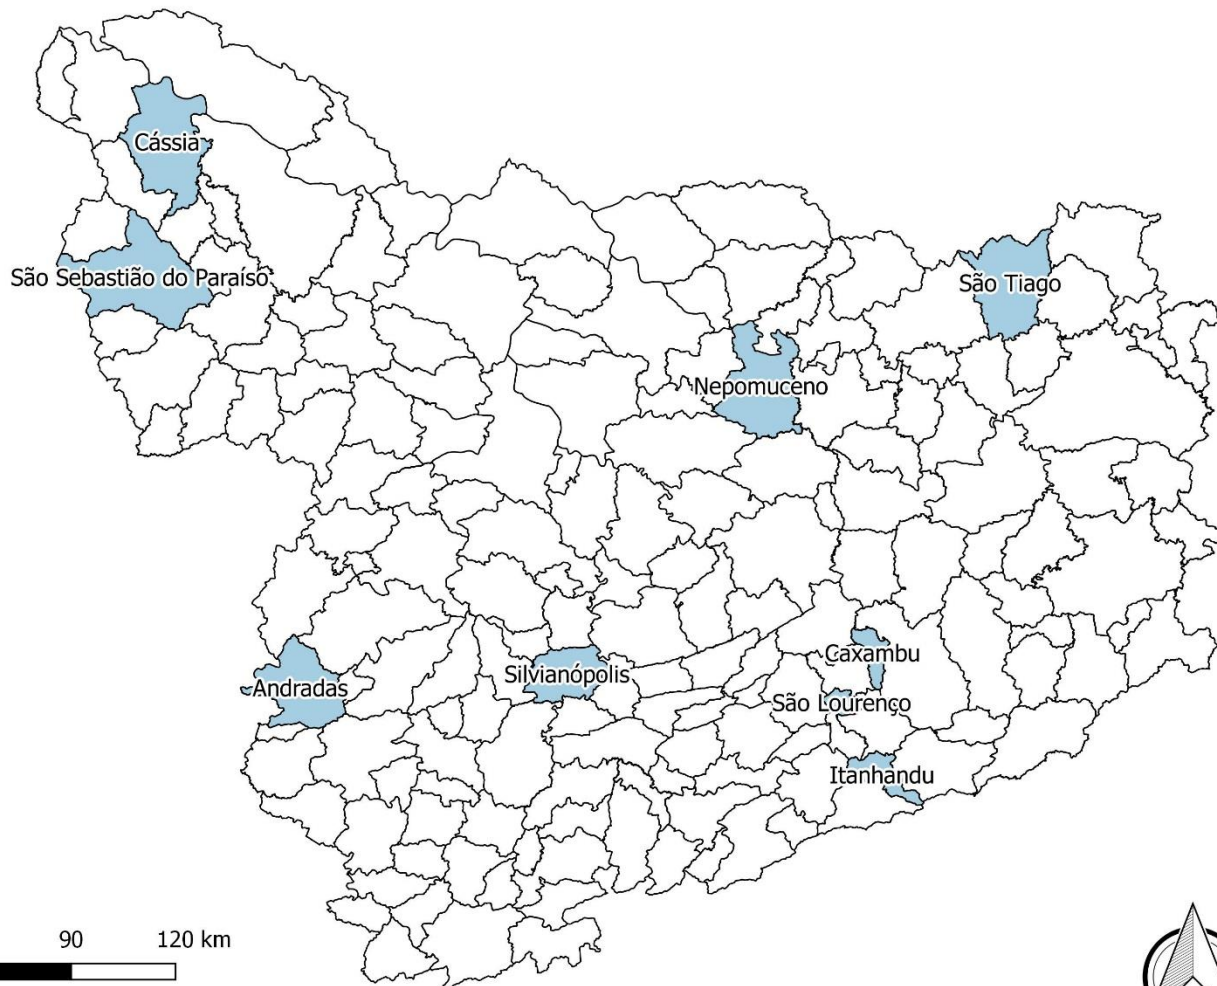 Cássia
São Sebastião do Paraíso
São Tiago
Nepomuceno
Caxambu
Silvianópolis
Andradas
São Lourenço
Itanhandu
90 120 km